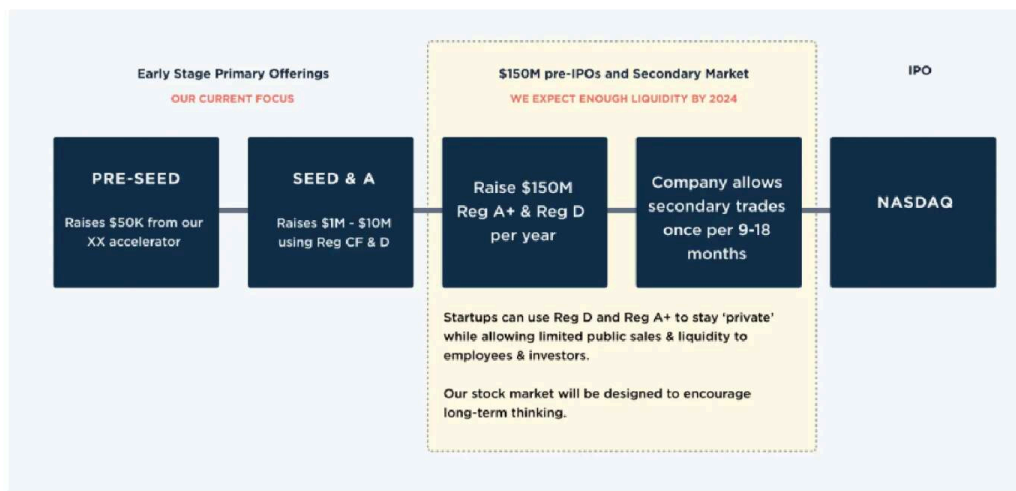 Early Stage Primary Offerings
OUR CURRENT FOCUS
$150M pre-IPOs and Secondary Market
WE EXPECT ENOUGH LIQUIDITY BY 2024
IPO
PRE-SEED
Raises $50K from our
XX accelerator
SEED & A
Raises $1M - $10M
using Reg CF & D
Raise $150M
Reg A+ & Reg D
per year
Company allows
secondary trades
once per 9-18
months
NASDAQ
Startups can use Reg D and Reg A+ to stay ‘private’
while allowing limited public sales & liquidity to
employees & investors.
Our stock market will be designed to encourage
long-term thinking.